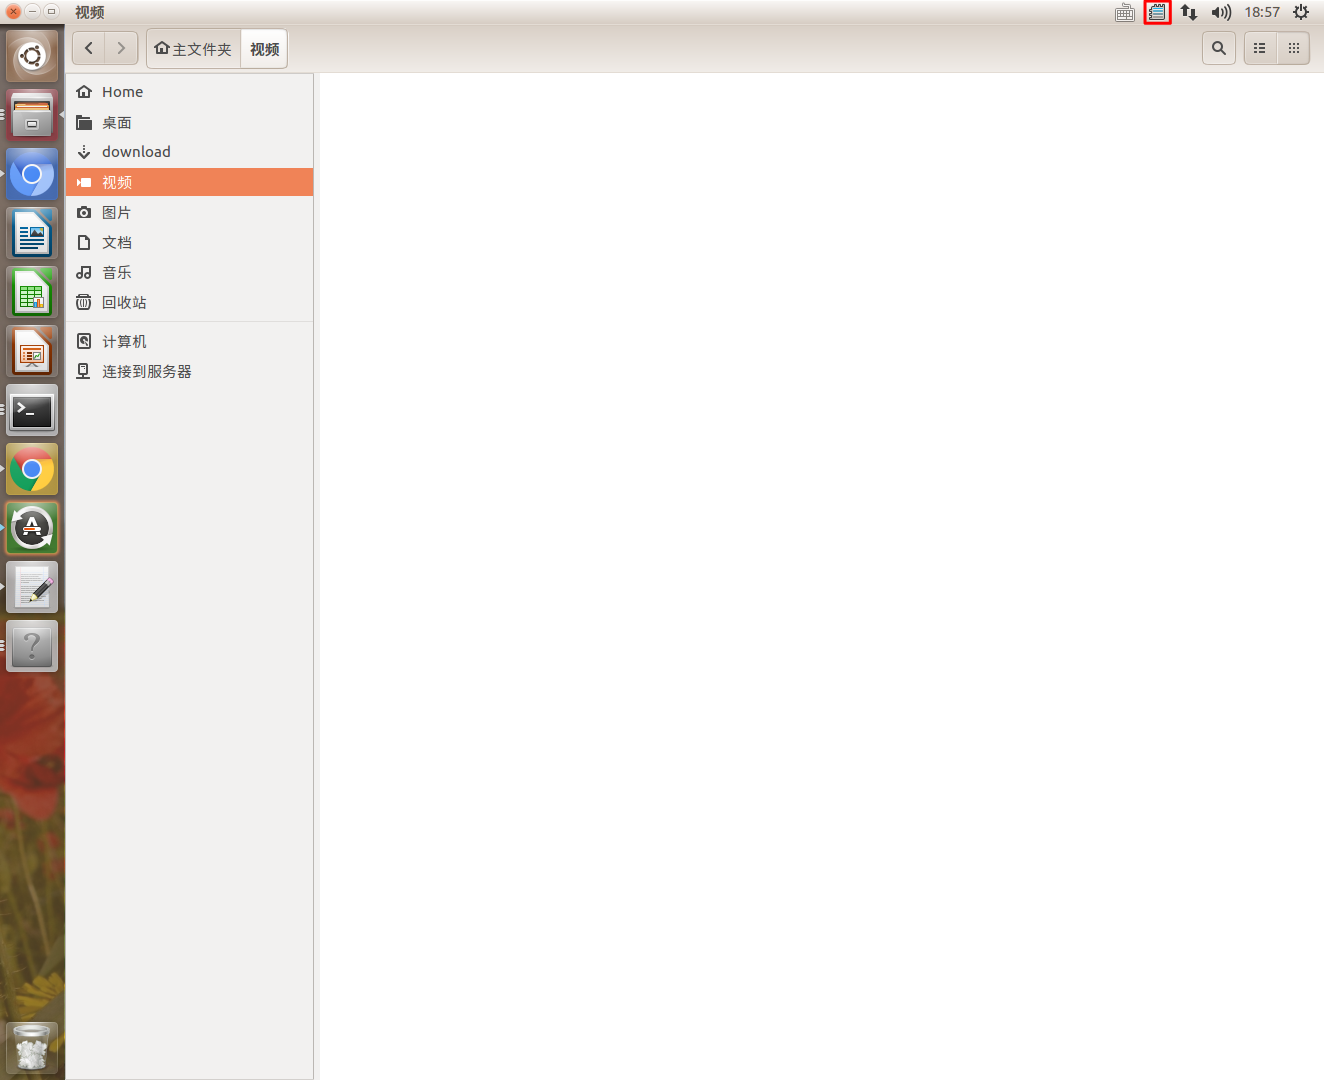 视频
18:57
主文件夹 视频
Home
桌面
download
视频
图片
文档
音乐
回收站
计算机
连接到服务器